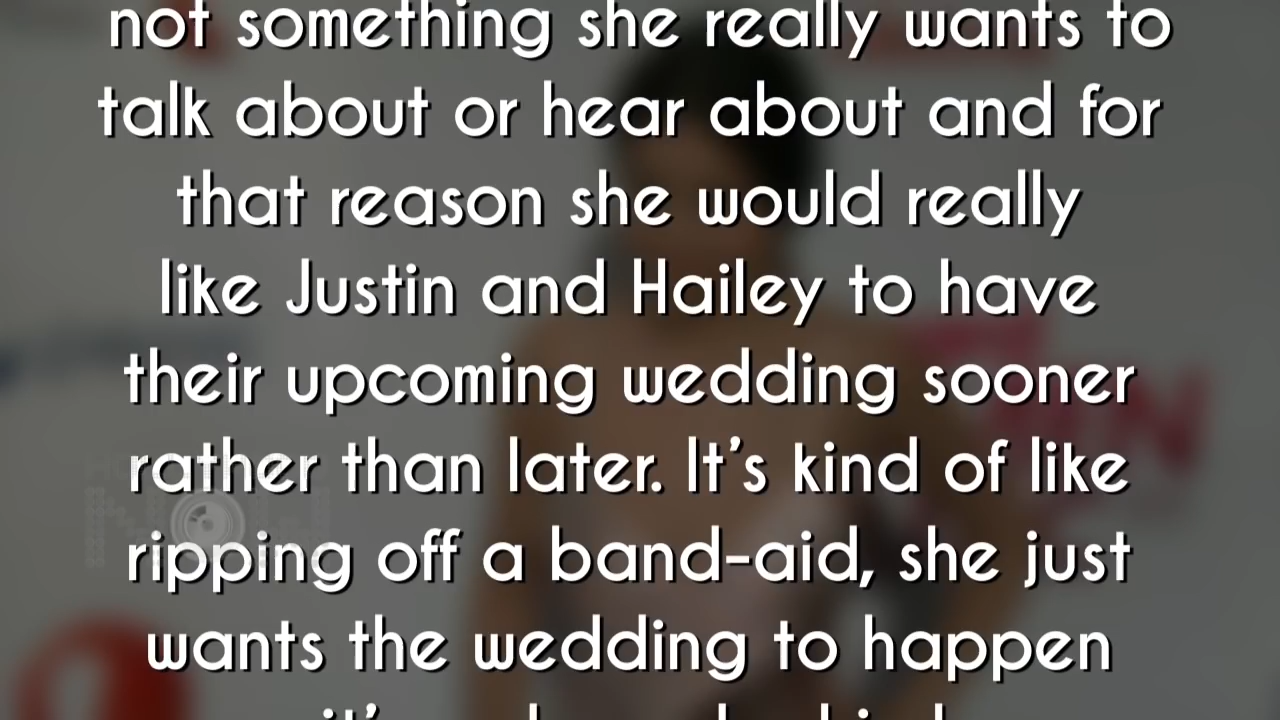 not something she really wants to
talk about or hear about and for
that reason she would really
like Justin and Hailey to have
their upcoming wedding sooner
rather than later. It’s kind of like
ripping off a band-aid, she just
wants the wedding to happen